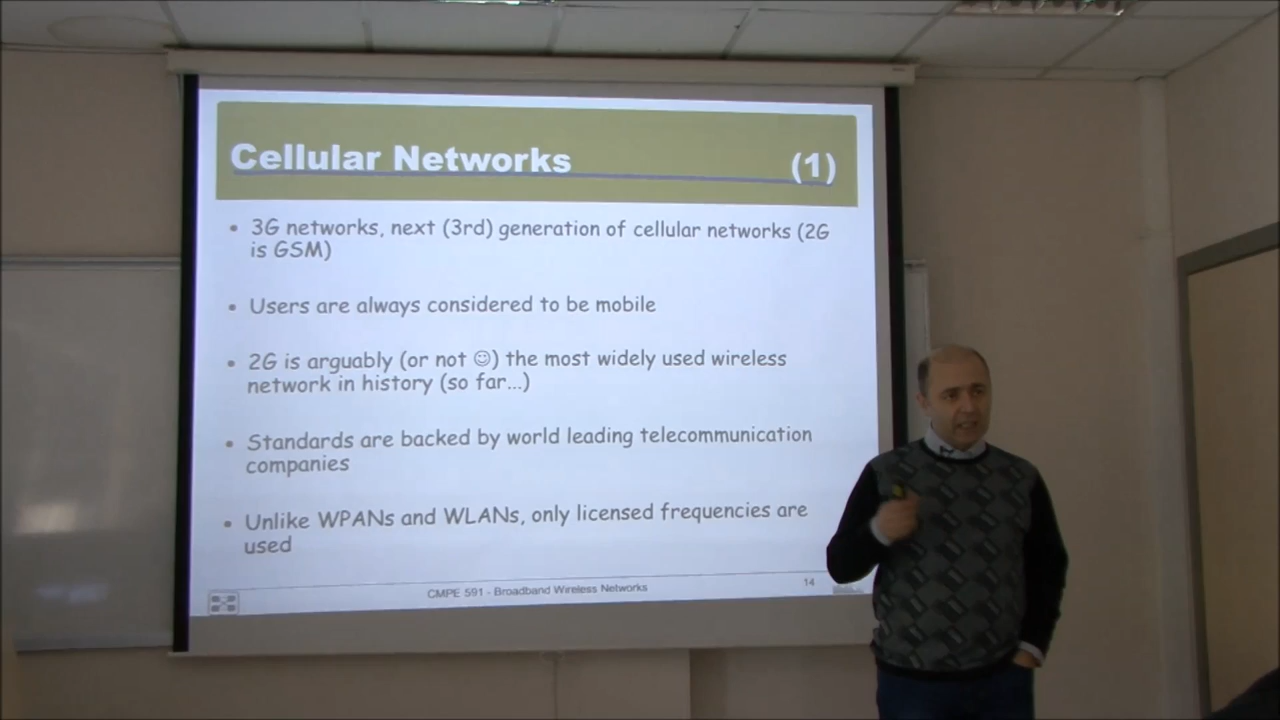 Cellular Networks (1)
• 3G networks, next (3rd) generation of cellular networks (2G
is GSM)
• Users are always considered to be mobile
• 2G is arguably (or not ☺) the most widely used wireless
network in history (so far...)
• Standards are backed by world leading telecommunication
companies
• Unlike WPANs and WLANs, only licensed frequencies are
used
CMPE 591 - Broadband Wireless Networks 14